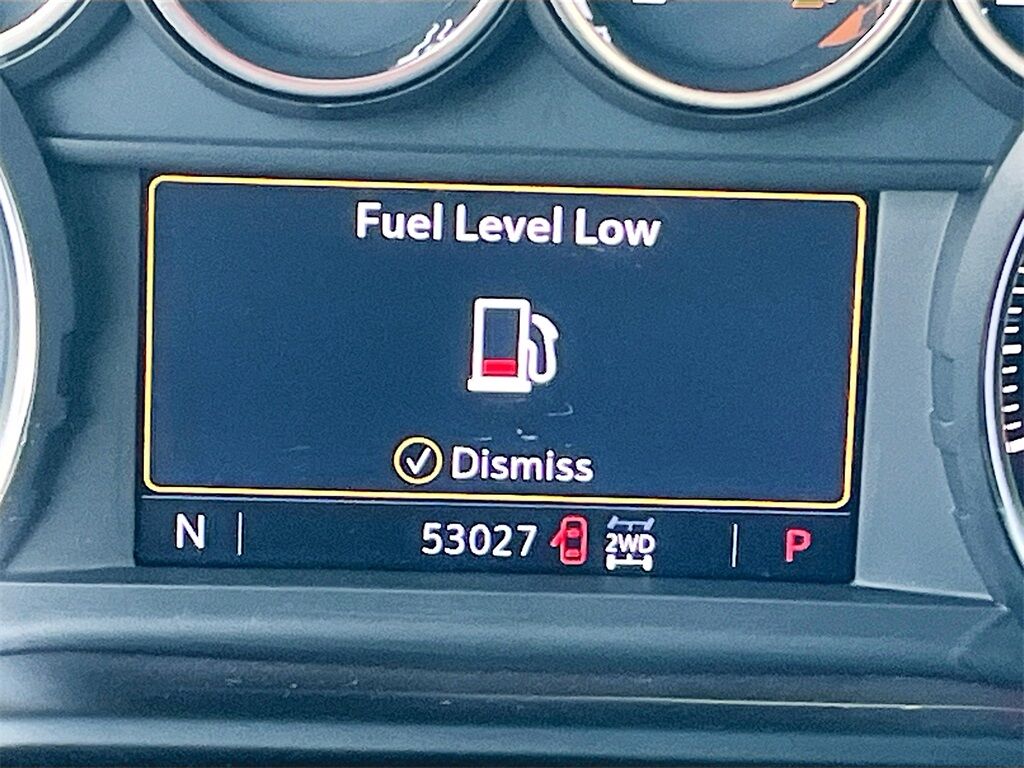 Fuel Level Low
Dismiss
N 53027 2WD P